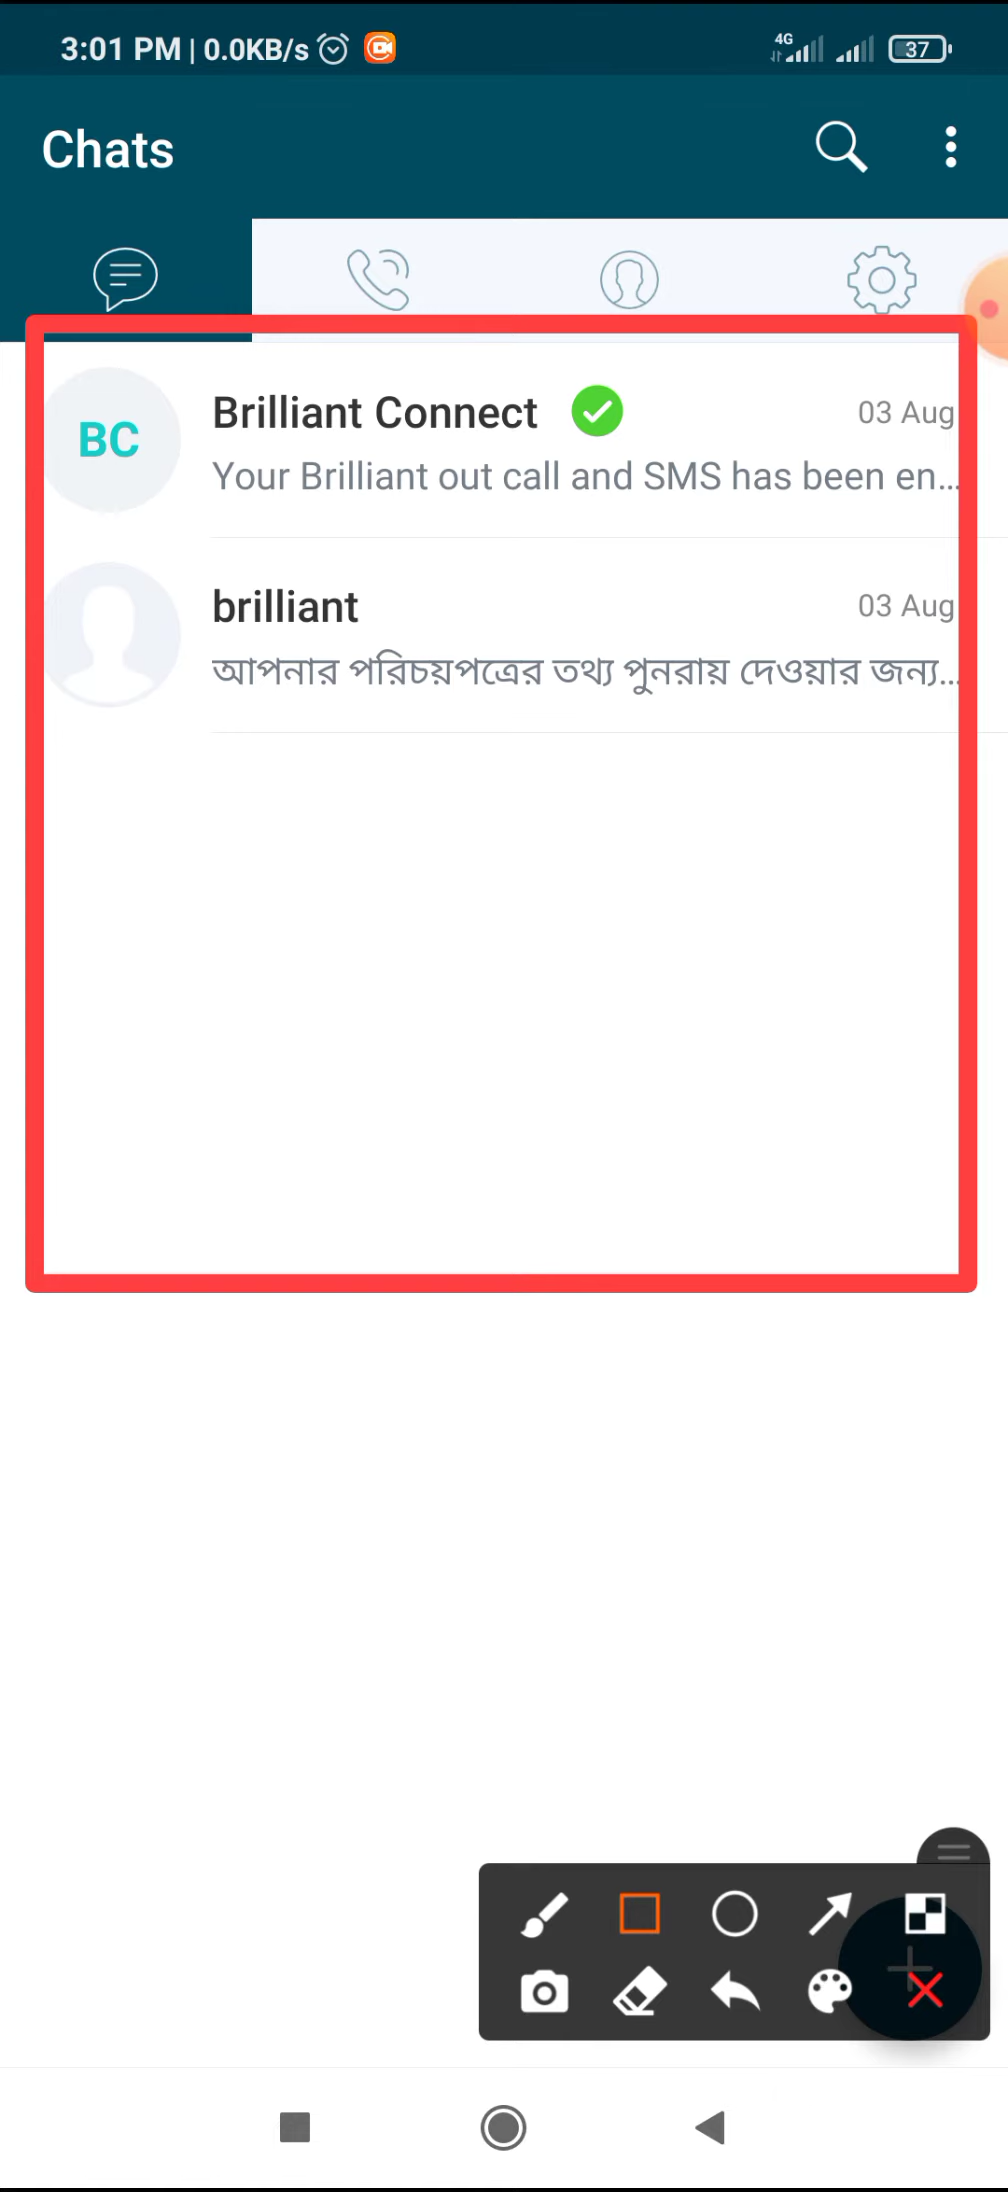 3:01 PM | 0.0KB/s 4G 37
Chats
BC
Brilliant Connect 03 Aug
Your Brilliant out call and SMS has been en...
brilliant 03 Aug
আপনার পরিচয়পত্রের তথ্য পুনরায় দেওয়ার জন্য...